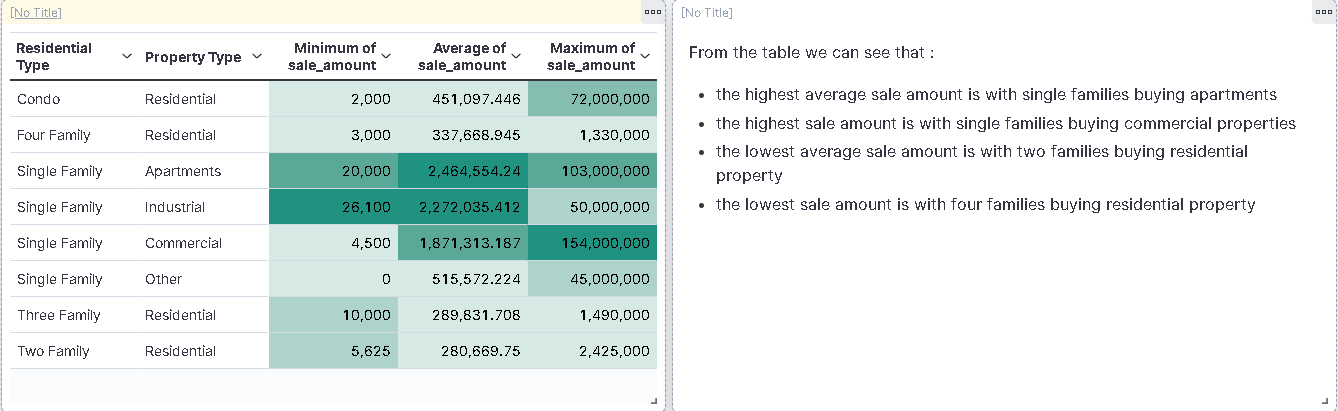 [No Title]
Residential Type Property Type Minimum of sale_amount Average of sale_amount Maximum of sale_amount
Condo Residential 2,000 451,097.446 72,000,000
Four Family Residential 3,000 337,668.945 1,330,000
Single Family Apartments 20,000 2,464,554.24 103,000,000
Single Family Industrial 26,100 2,272,035.412 50,000,000
Single Family Commercial 4,500 1,871,313.187 154,000,000
Single Family Other 0 515,572.224 45,000,000
Three Family Residential 10,000 289,831.708 1,490,000
Two Family Residential 5,625 280,669.75 2,425,000
[No Title]
From the table we can see that :
• the highest average sale amount is with single families buying apartments
• the highest sale amount is with single families buying commercial properties
• the lowest average sale amount is with two families buying residential
property
• the lowest sale amount is with four families buying residential property